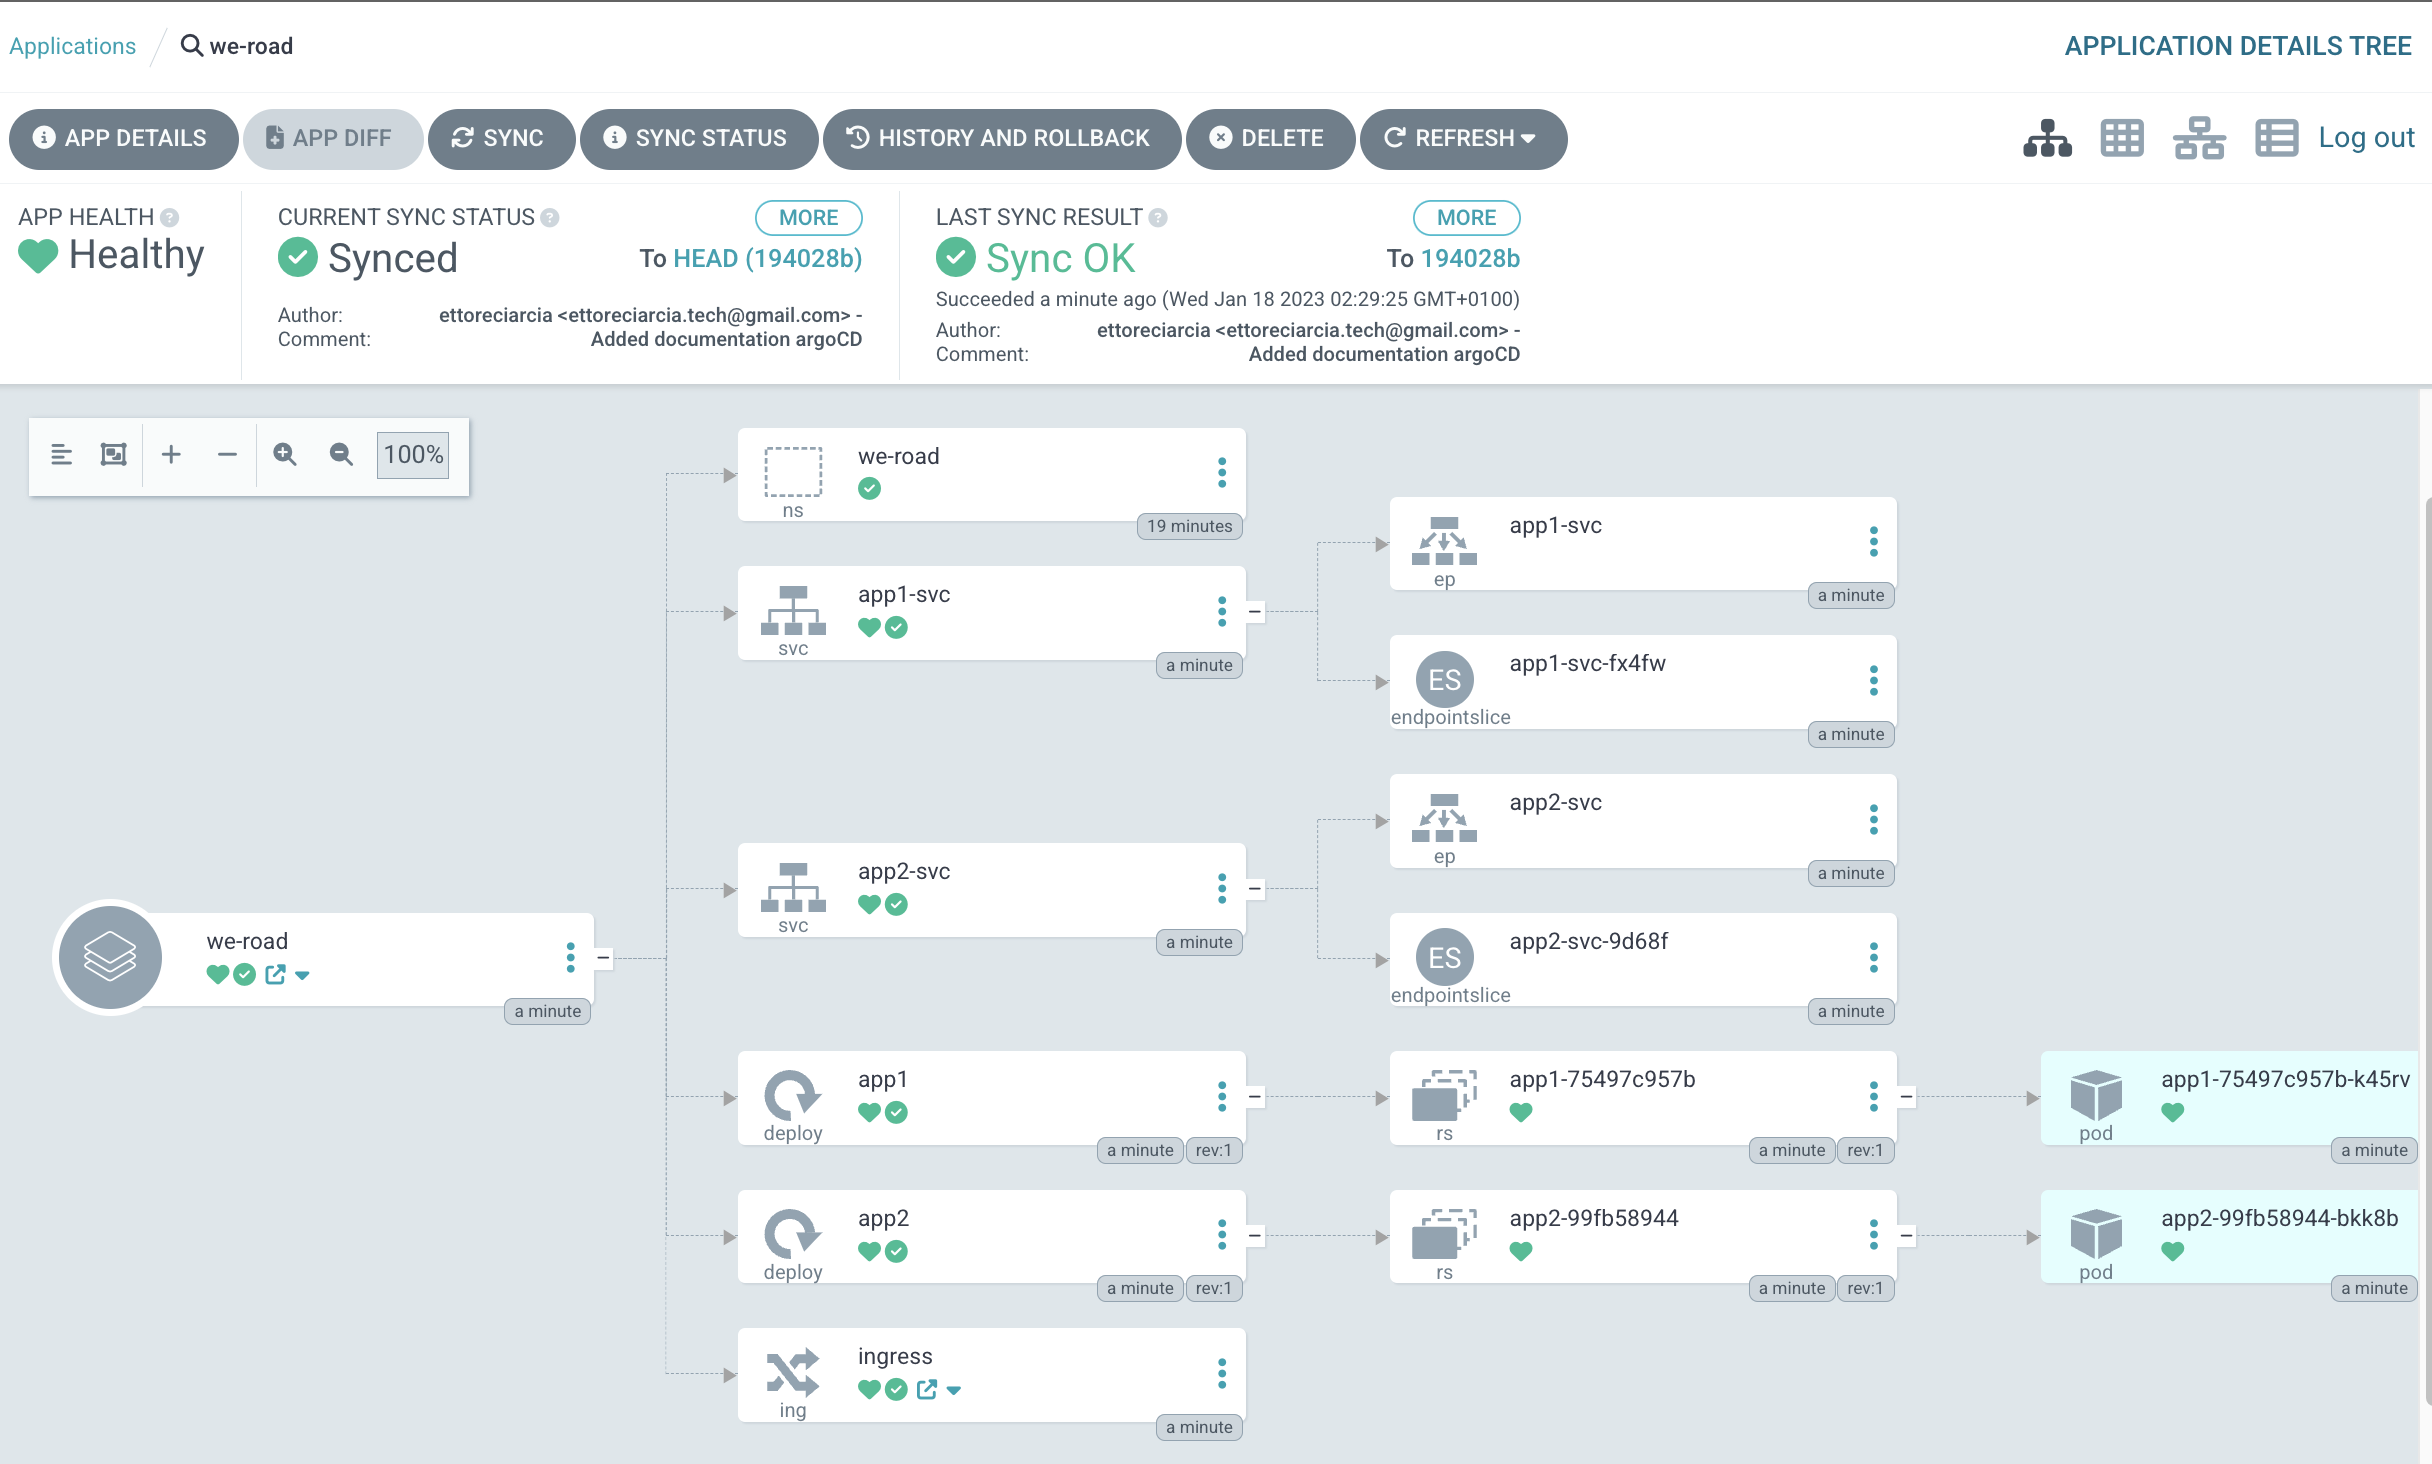 Applications we-road
APPLICATION DETAILS TREE
APP DETAILS
APP DIFF
SYNC
SYNC STATUS
HISTORY AND ROLLBACK
DELETE
REFRESH
Log out
APP HEALTH ?
Healthy
CURRENT SYNC STATUS ?
MORE
Synced
To HEAD (194028b)
Author: ettoreciarcia <ettoreciarcia.tech@gmail.com> -
Comment: Added documentation argoCD
LAST SYNC RESULT ?
MORE
Sync OK
To 194028b
Succeeded a minute ago (Wed Jan 18 2023 02:29:25 GMT+0100)
Author: ettoreciarcia <ettoreciarcia.tech@gmail.com> -
Comment: Added documentation argoCD
100%
we-road
a minute
we-road
ns
19 minutes
app1-svc
svc
a minute
app1-svc
ep
a minute
ES
app1-svc-fx4fw
endpointslice
a minute
app2-svc
svc
a minute
app2-svc
ep
a minute
ES
app2-svc-9d68f
endpointslice
a minute
app1
deploy
a minute rev:1
app1-75497c957b
rs
a minute rev:1
app1-75497c957b-k45rv
pod
a minute
app2
deploy
a minute rev:1
app2-99fb58944
rs
a minute rev:1
app2-99fb58944-bkk8b
pod
a minute
ingress
ing
a minute